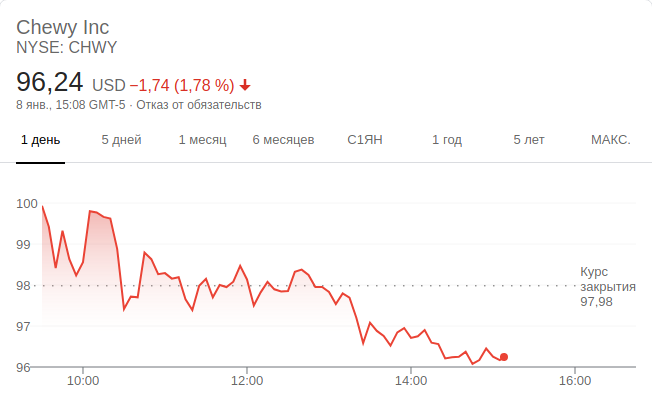 Chewy Inc
NYSE: CHWY
96,24 USD −1,74 (1,78 %)
8 янв., 15:08 GMT-5 · Отказ от обязательств
1 день 5 дней 1 месяц 6 месяцев С1ЯН 1 год 5 лет МАКС.
100
99
98
97
96
Курс
закрытия
97,98
10:00 12:00 14:00 16:00